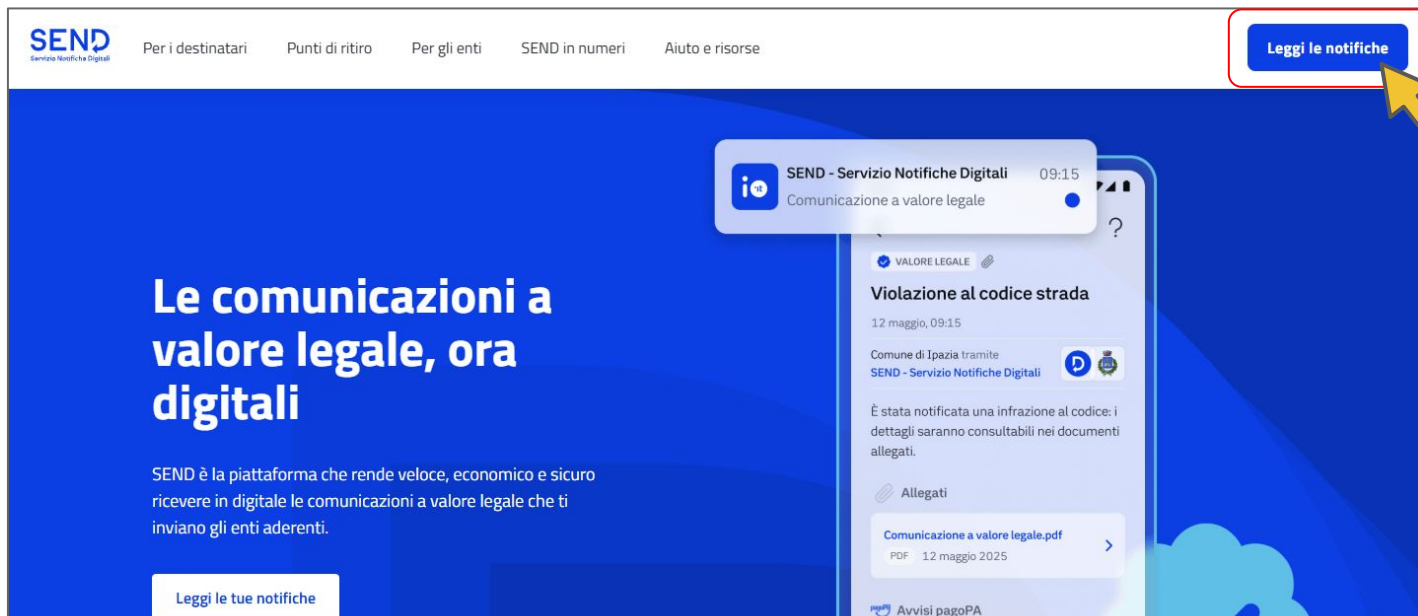 SEND
Servizio Notifiche Digitali
Per i destinatari
Punti di ritiro
Per gli enti
SEND in numeri
Aiuto e risorse
Leggi le notifiche
Le comunicazioni a
valore legale, ora
digitali
SEND è la piattaforma che rende veloce, economico e sicuro
ricevere in digitale le comunicazioni a valore legale che ti
inviano gli enti aderenti.
Leggi le tue notifiche
io
SEND - Servizio Notifiche Digitali
09:15
Comunicazione a valore legale
?
VALORE LEGALE
Violazione al codice strada
12 maggio, 09:15
Comune di Ipazia tramite
SEND - Servizio Notifiche Digitali
È stata notificata una infrazione al codice: i
dettagli saranno consultabili nei documenti
allegati.
Allegati
Comunicazione a valore legale.pdf
PDF 12 maggio 2025
Avvisi pagoPA